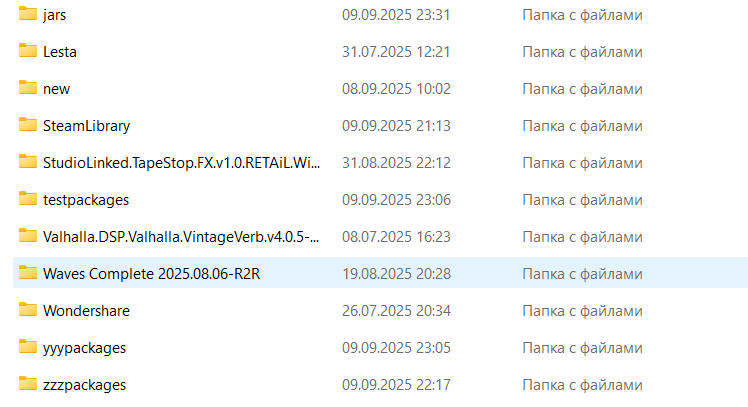 jars 09.09.2025 23:31 Папка с файлами
Lesta 31.07.2025 12:21 Папка с файлами
new 08.09.2025 10:02 Папка с файлами
SteamLibrary 09.09.2025 21:13 Папка с файлами
StudioLinked.TapeStop.FX.v1.0.RETAiL.Wi... 31.08.2025 22:12 Папка с файлами
testpackages 09.09.2025 23:06 Папка с файлами
Valhalla.DSP.Valhalla.VintageVerb.v4.0.5-... 08.07.2025 16:23 Папка с файлами
Waves Complete 2025.08.06-R2R 19.08.2025 20:28 Папка с файлами
Wondershare 26.07.2025 20:34 Папка с файлами
yyypackages 09.09.2025 23:05 Папка с файлами
zzzpackages 09.09.2025 22:17 Папка с файлами